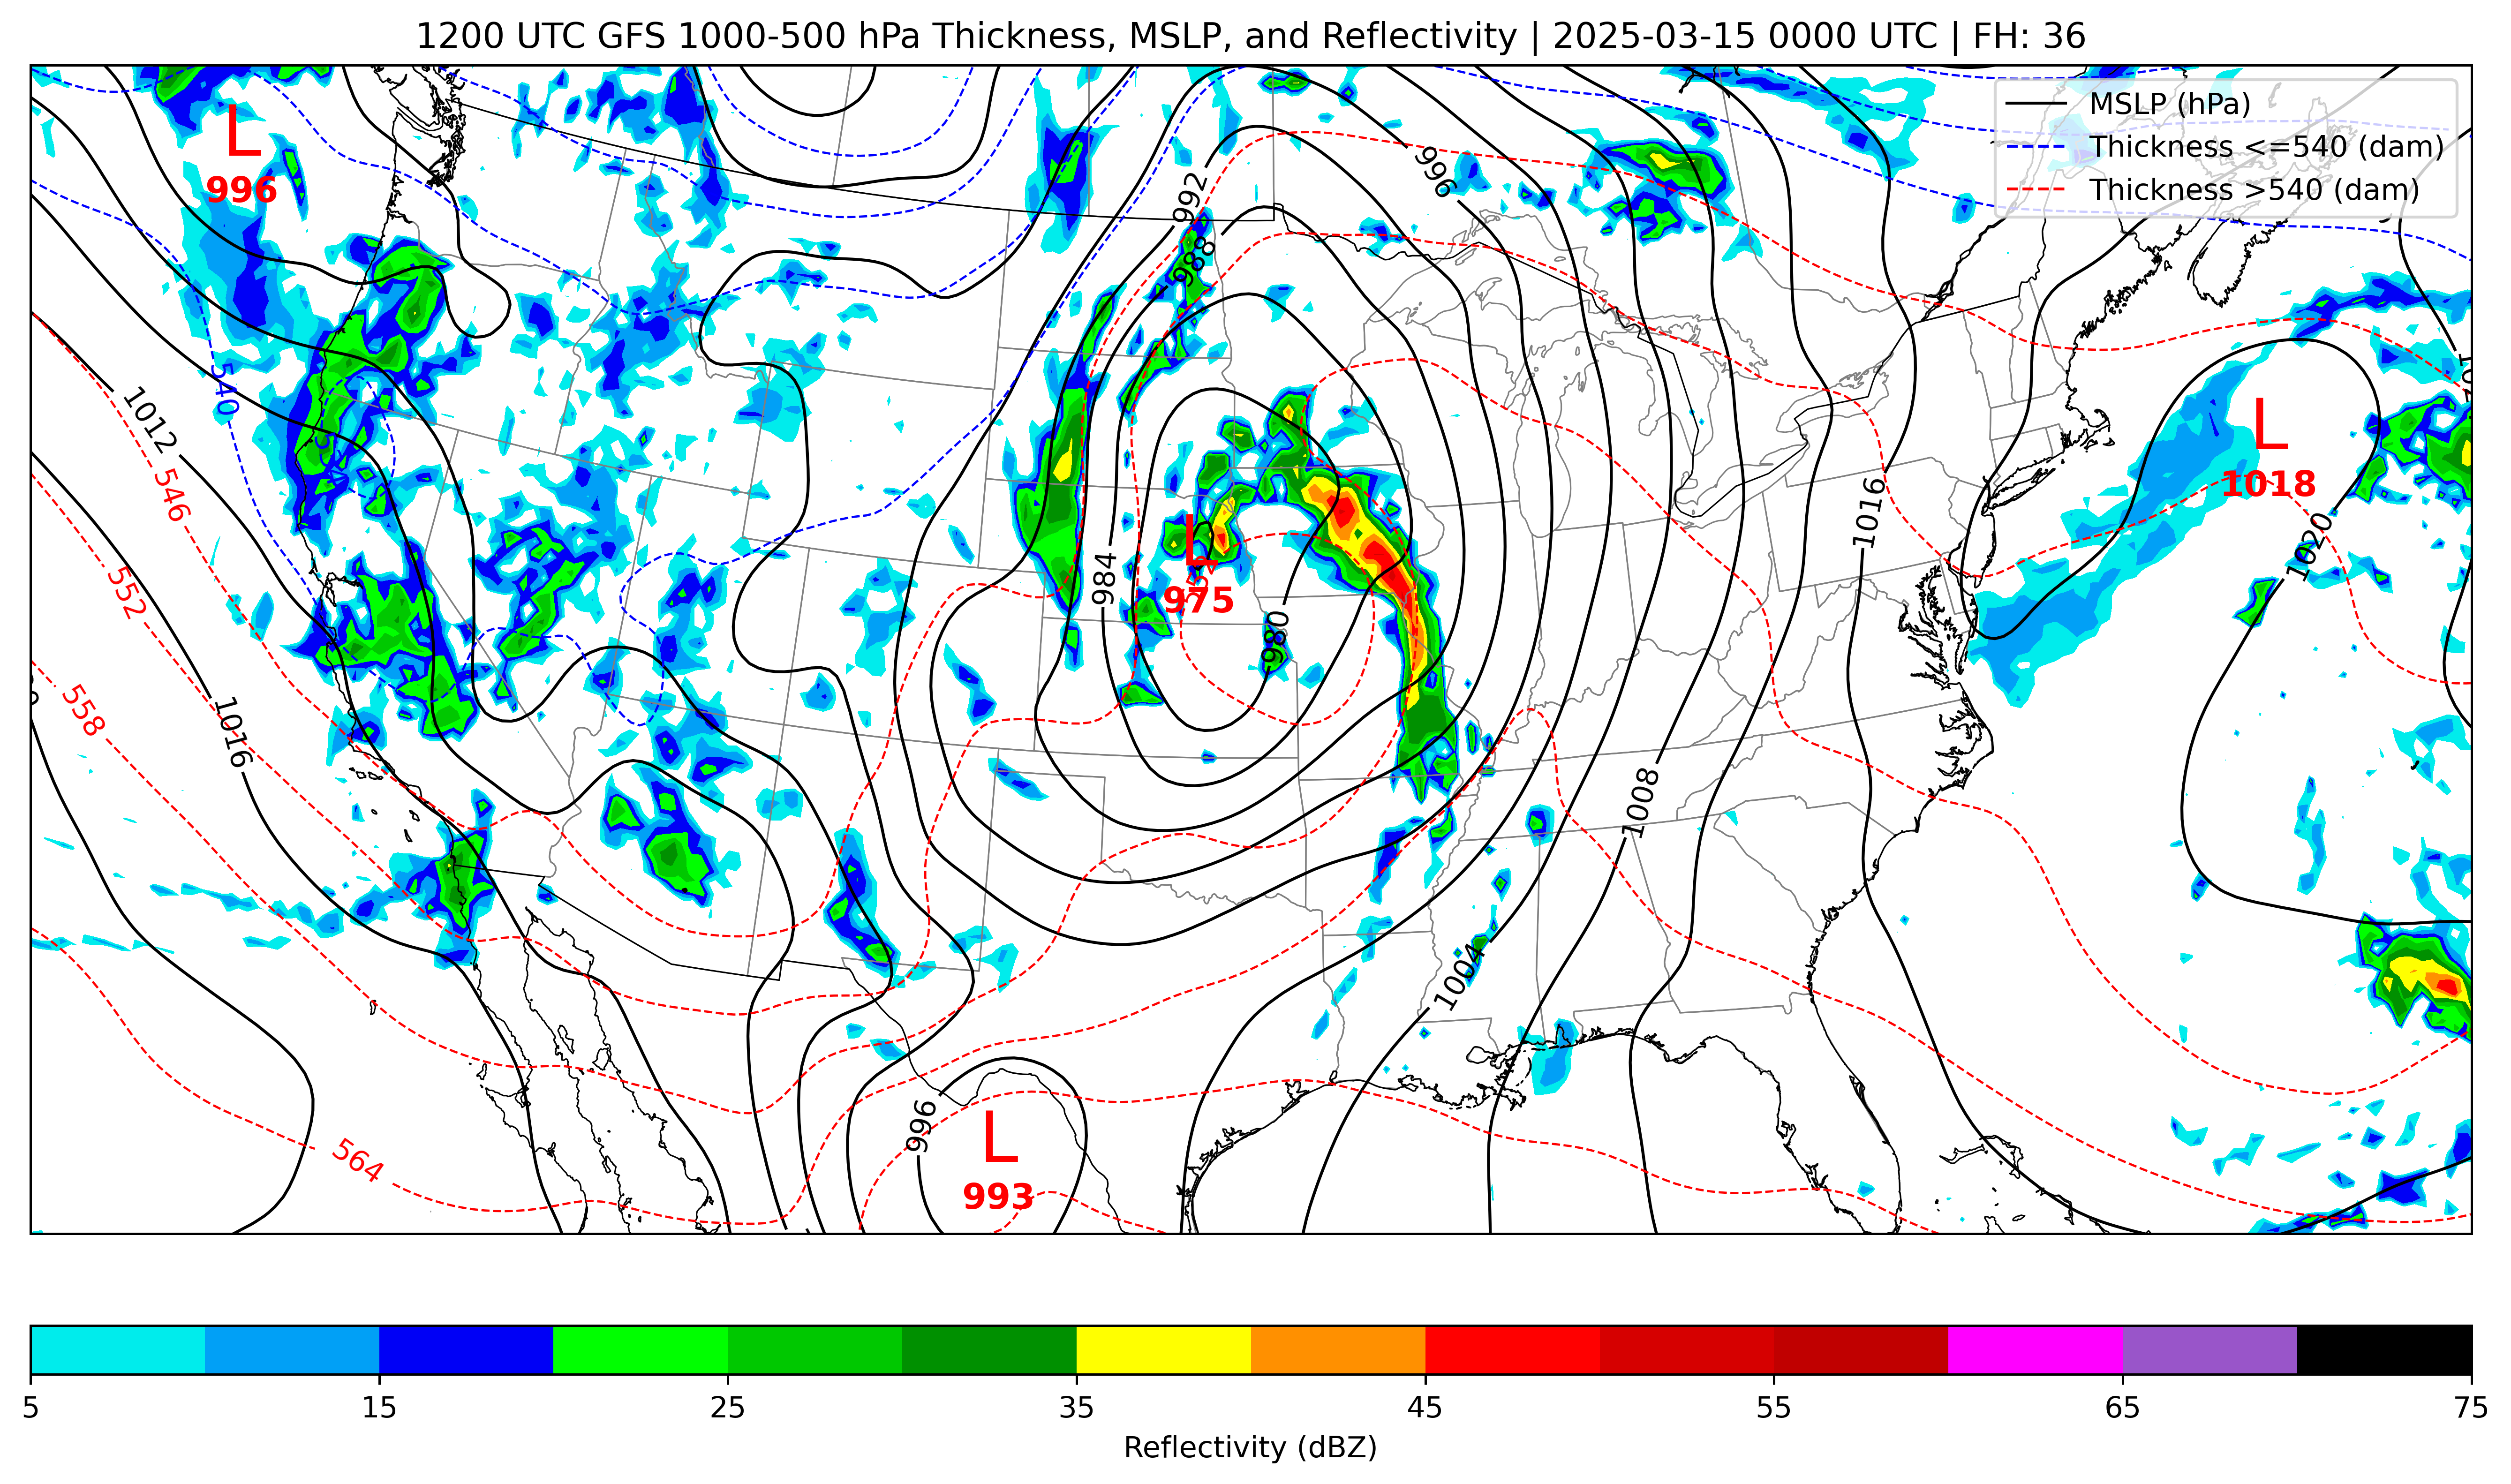 1200 UTC GFS 1000-500 hPa Thickness, MSLP, and Reflectivity | 2025-03-15 0000 UTC | FH: 36
MSLP (hPa)
Thickness <=540 (dam)
Thickness >540 (dam)
L
996
992
996
988
540
1012
546
552
558
1016
564
L
975
552
984
980
1016
1008
1004
L
1018
1020
996
L
993
5 15 25 35 45 55 65 75
Reflectivity (dBZ)